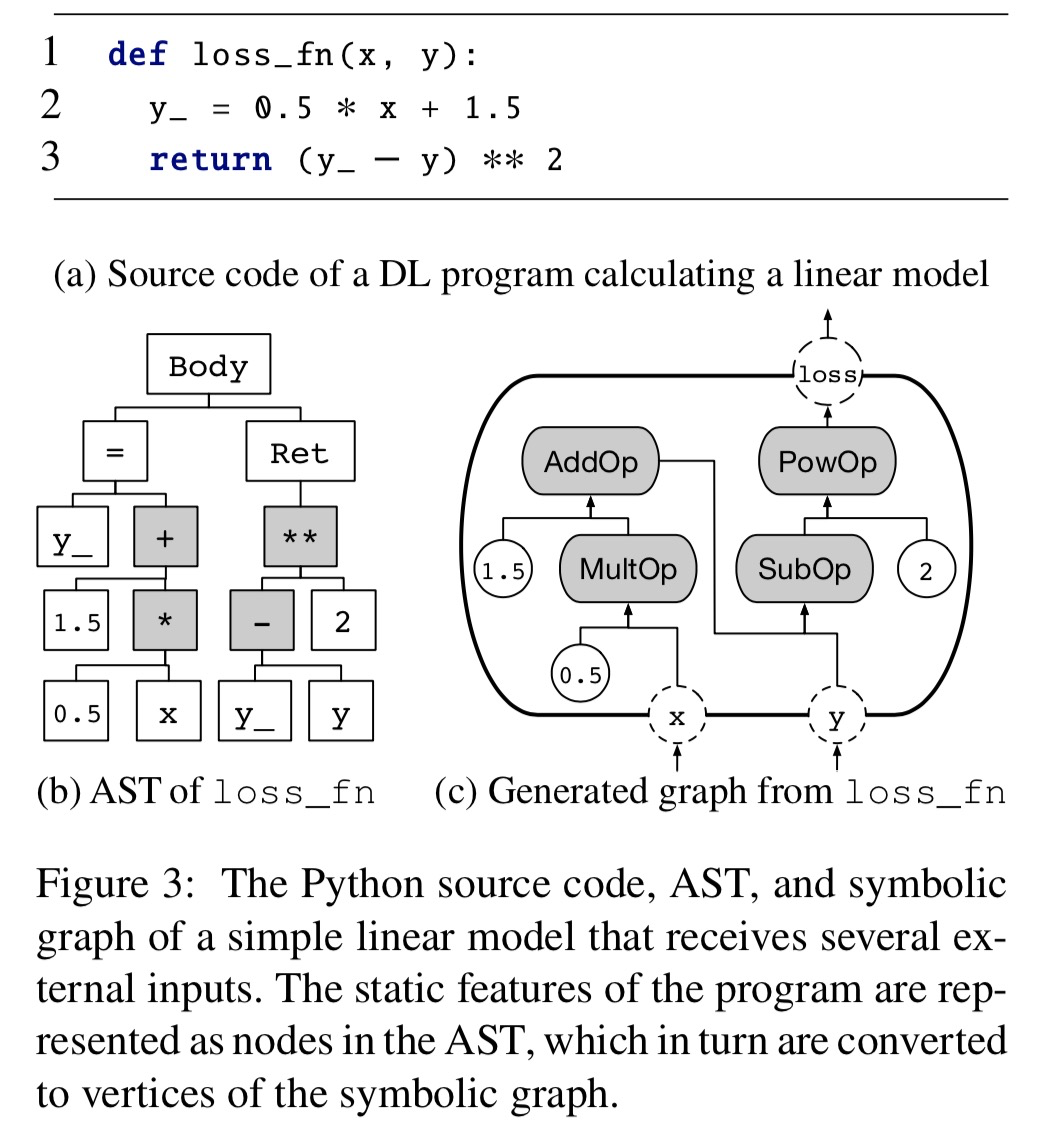 1 def loss_fn(x, y):
2 y_ = 0.5 * x + 1.5
3 return (y_ − y) ** 2
(a) Source code of a DL program calculating a linear model
Body
= Ret
y_ + **
1.5 * − 2
0.5 x y_ y
(b) AST of loss_fn
loss
AddOp PowOp
1.5 MultOp SubOp 2
0.5
x y
(c) Generated graph from loss_fn
Figure 3: The Python source code, AST, and symbolic
graph of a simple linear model that receives several ex-
ternal inputs. The static features of the program are rep-
resented as nodes in the AST, which in turn are converted
to vertices of the symbolic graph.